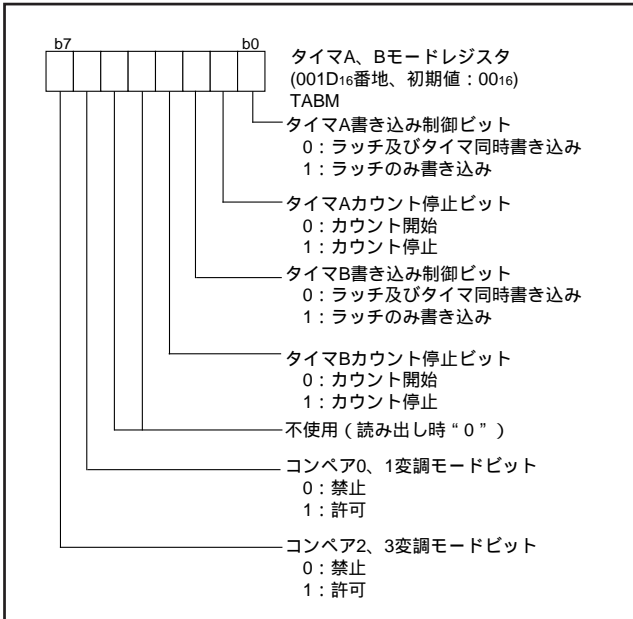 b7 b0
タイマA、Bモードレジスタ
(001D16番地、初期値：0016)
TABM
タイマA書き込み制御ビット
0：ラッチ及びタイマ同時書き込み
1：ラッチのみ書き込み
タイマAカウント停止ビット
0：カウント開始
1：カウント停止
タイマB書き込み制御ビット
0：ラッチ及びタイマ同時書き込み
1：ラッチのみ書き込み
タイマBカウント停止ビット
0：カウント開始
1：カウント停止
不使用（読み出し時“0”）
コンペア0、1変調モードビット
0：禁止
1：許可
コンペア2、3変調モードビット
0：禁止
1：許可